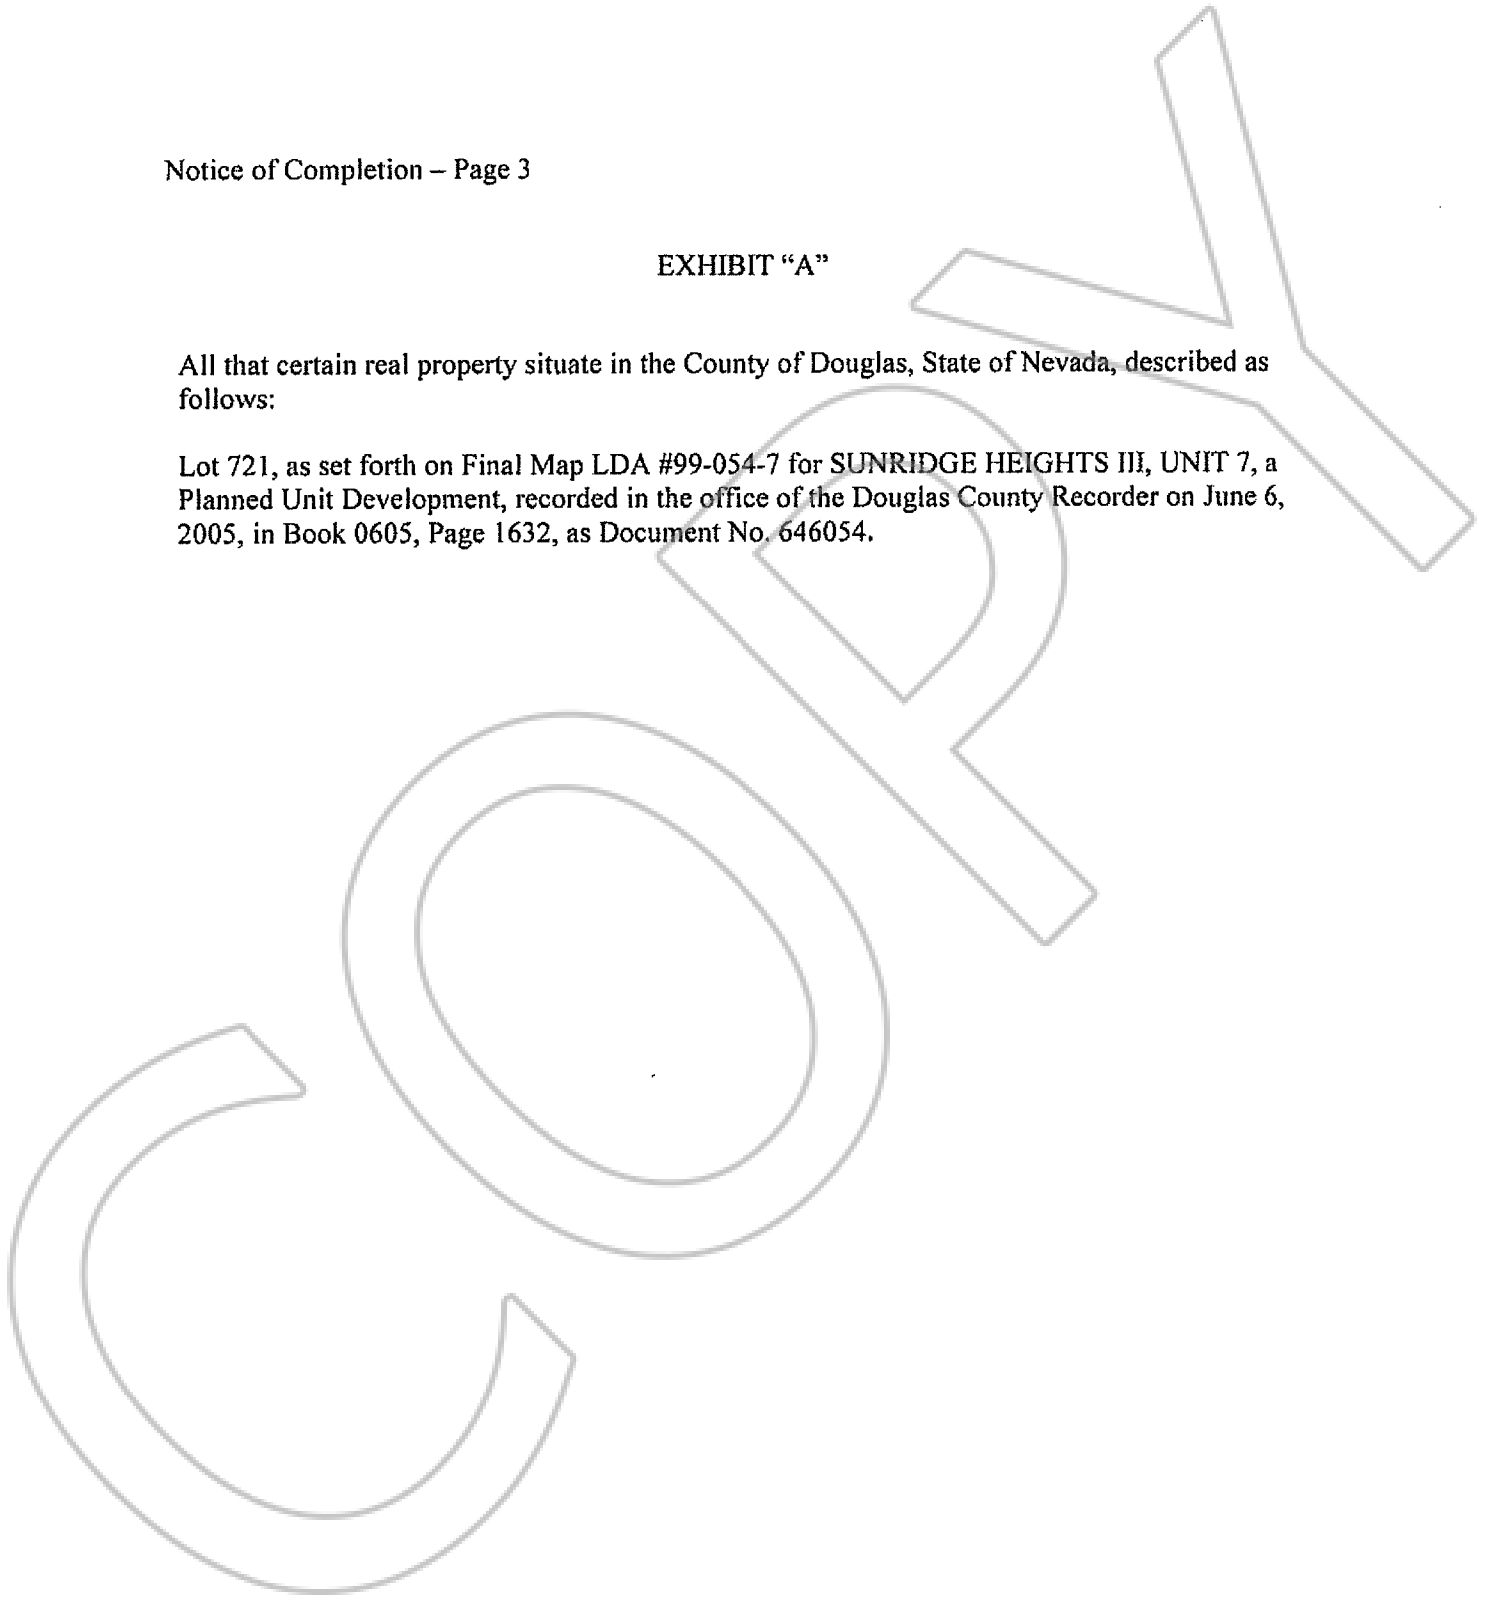 Notice of Completion – Page 3
EXHIBIT “A”
All that certain real property situate in the County of Douglas, State of Nevada, described as
follows:
Lot 721, as set forth on Final Map LDA #99-054-7 for SUNRIDGE HEIGHTS III, UNIT 7, a
Planned Unit Development, recorded in the office of the Douglas County Recorder on June 6,
2005, in Book 0605, Page 1632, as Document No. 646054.
COPY